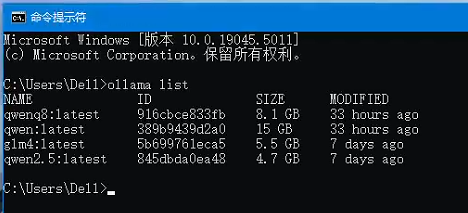 命令提示符
Microsoft Windows [版本 10.0.19045.5011]
(c) Microsoft Corporation。保留所有权利。
C:\Users\Dell>ollama list
NAME ID SIZE MODIFIED
qwenq8:latest 916cbce833fb 8.1 GB 33 hours ago
qwen:latest 389b9439d2a0 15 GB 33 hours ago
glm4:latest 5b699761eca5 5.5 GB 7 days ago
qwen2.5:latest 845dbda0ea48 4.7 GB 7 days ago
C:\Users\Dell>